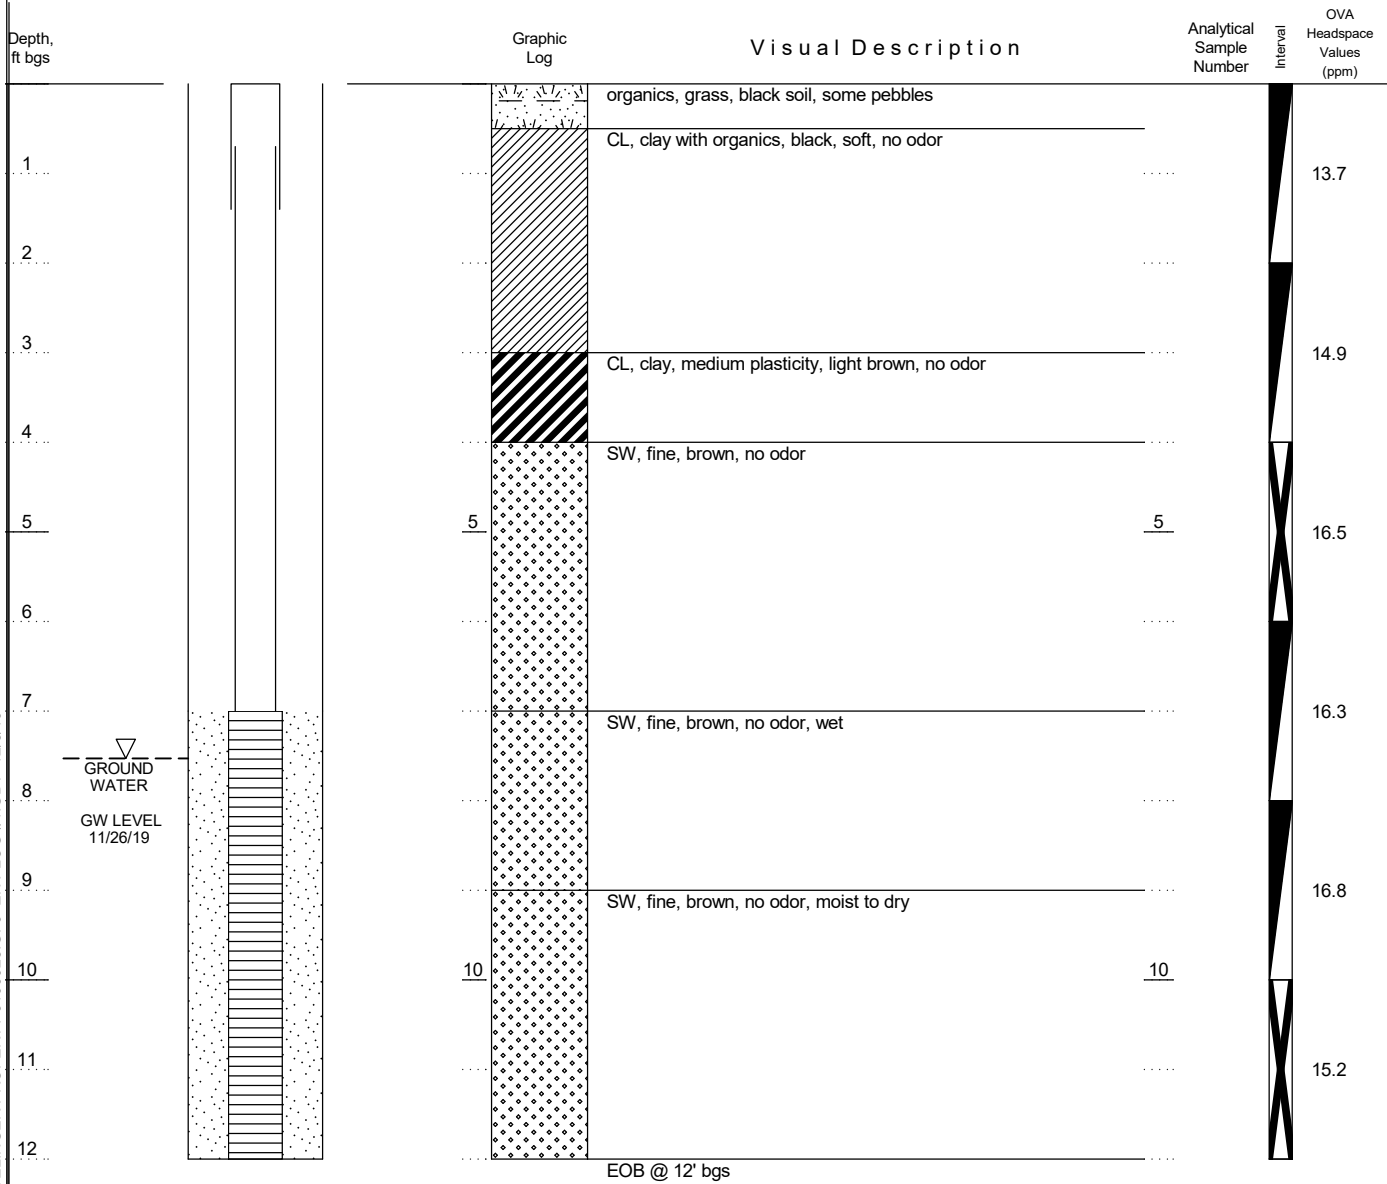 Depth,
ft bgs
Graphic
Log
Visual Description
Analytical
Sample
Number
Interval
OVA
Headspace
Values
(ppm)
organics, grass, black soil, some pebbles
CL, clay with organics, black, soft, no odor
1
13.7
2
3
CL, clay, medium plasticity, light brown, no odor
14.9
4
SW, fine, brown, no odor
5
5
5
16.5
6
7
SW, fine, brown, no odor, wet
16.3
GROUND
WATER
8
GW LEVEL
11/26/19
9
SW, fine, brown, no odor, moist to dry
16.8
10
10
10
11
15.2
12
EOB @ 12' bgs